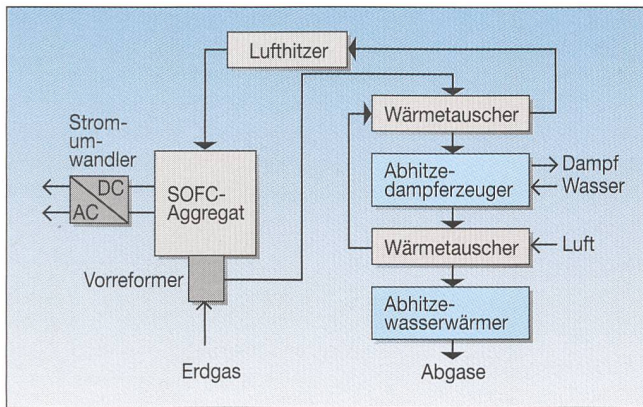 Lufthitzer
Wärmetauscher
Strom-
um-
wandler
DC
AC
SOFC-
Aggregat
Abhitze-
dampferzeuger
Dampf
Wasser
Wärmetauscher
Luft
Vorreformer
Abhitze-
wasserwärmer
Erdgas
Abgase